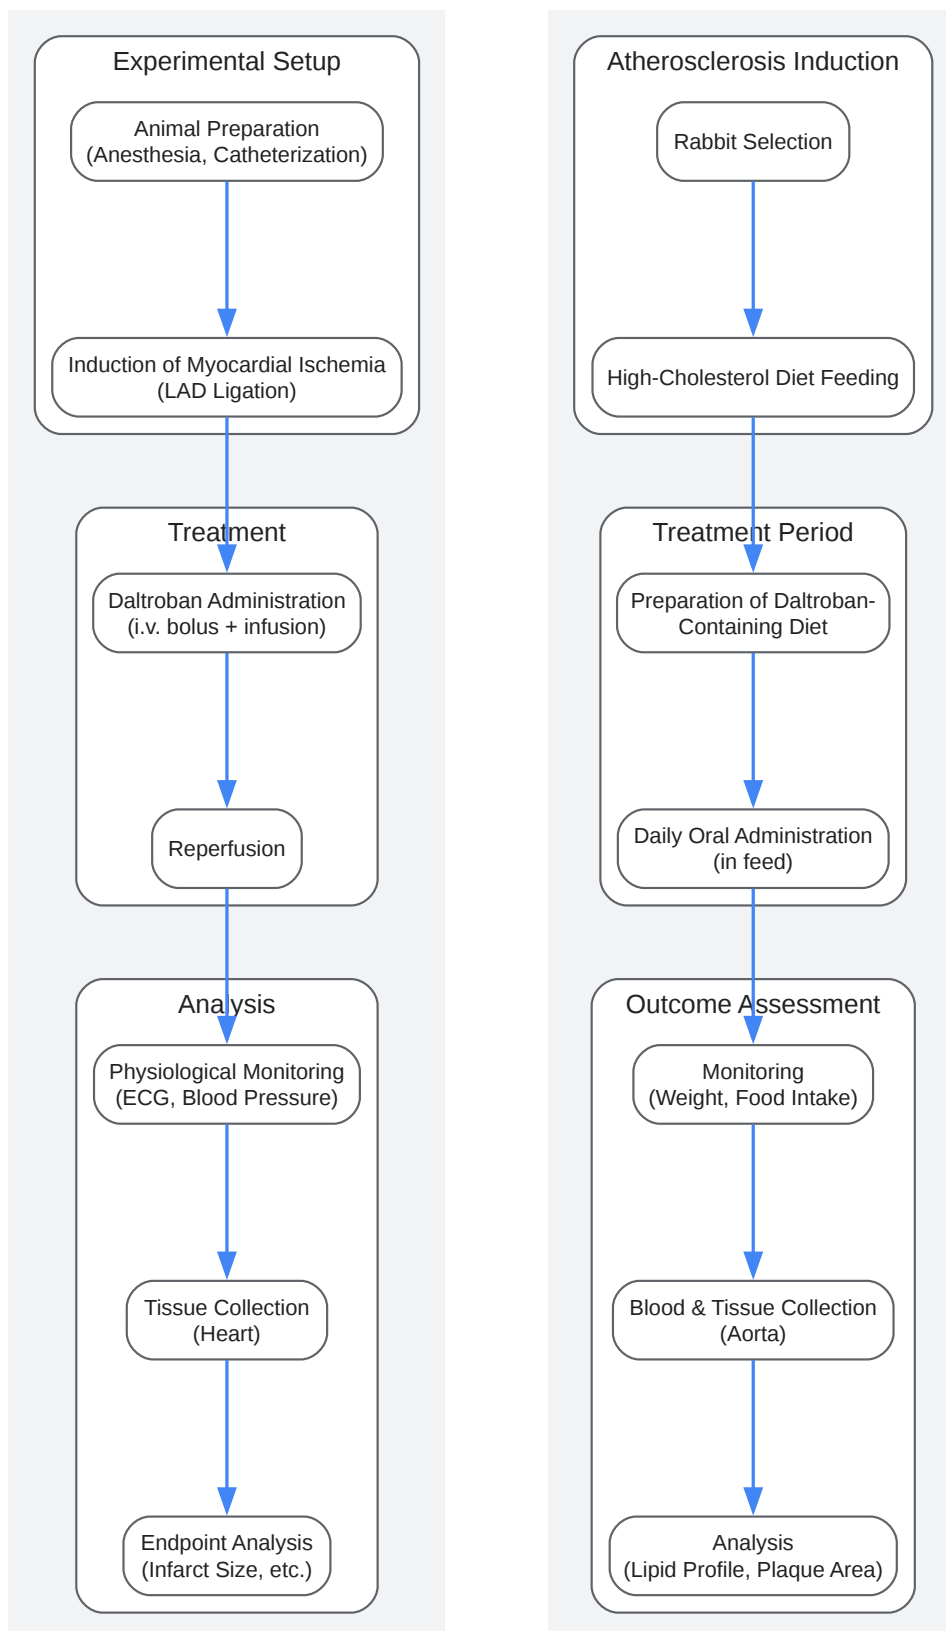 Experimental Setup
Animal Preparation
(Anesthesia, Catheterization)
Induction of Myocardial Ischemia
(LAD Ligation)
Treatment
Daltroban Administration
(i.v. bolus + infusion)
Reperfusion
Analysis
Physiological Monitoring
(ECG, Blood Pressure)
Tissue Collection
(Heart)
Endpoint Analysis
(Infarct Size, etc.)
Atherosclerosis Induction
Rabbit Selection
High-Cholesterol Diet Feeding
Treatment Period
Preparation of Daltroban-
Containing Diet
Daily Oral Administration
(in feed)
Outcome Assessment
Monitoring
(Weight, Food Intake)
Blood & Tissue Collection
(Aorta)
Analysis
(Lipid Profile, Plaque Area)